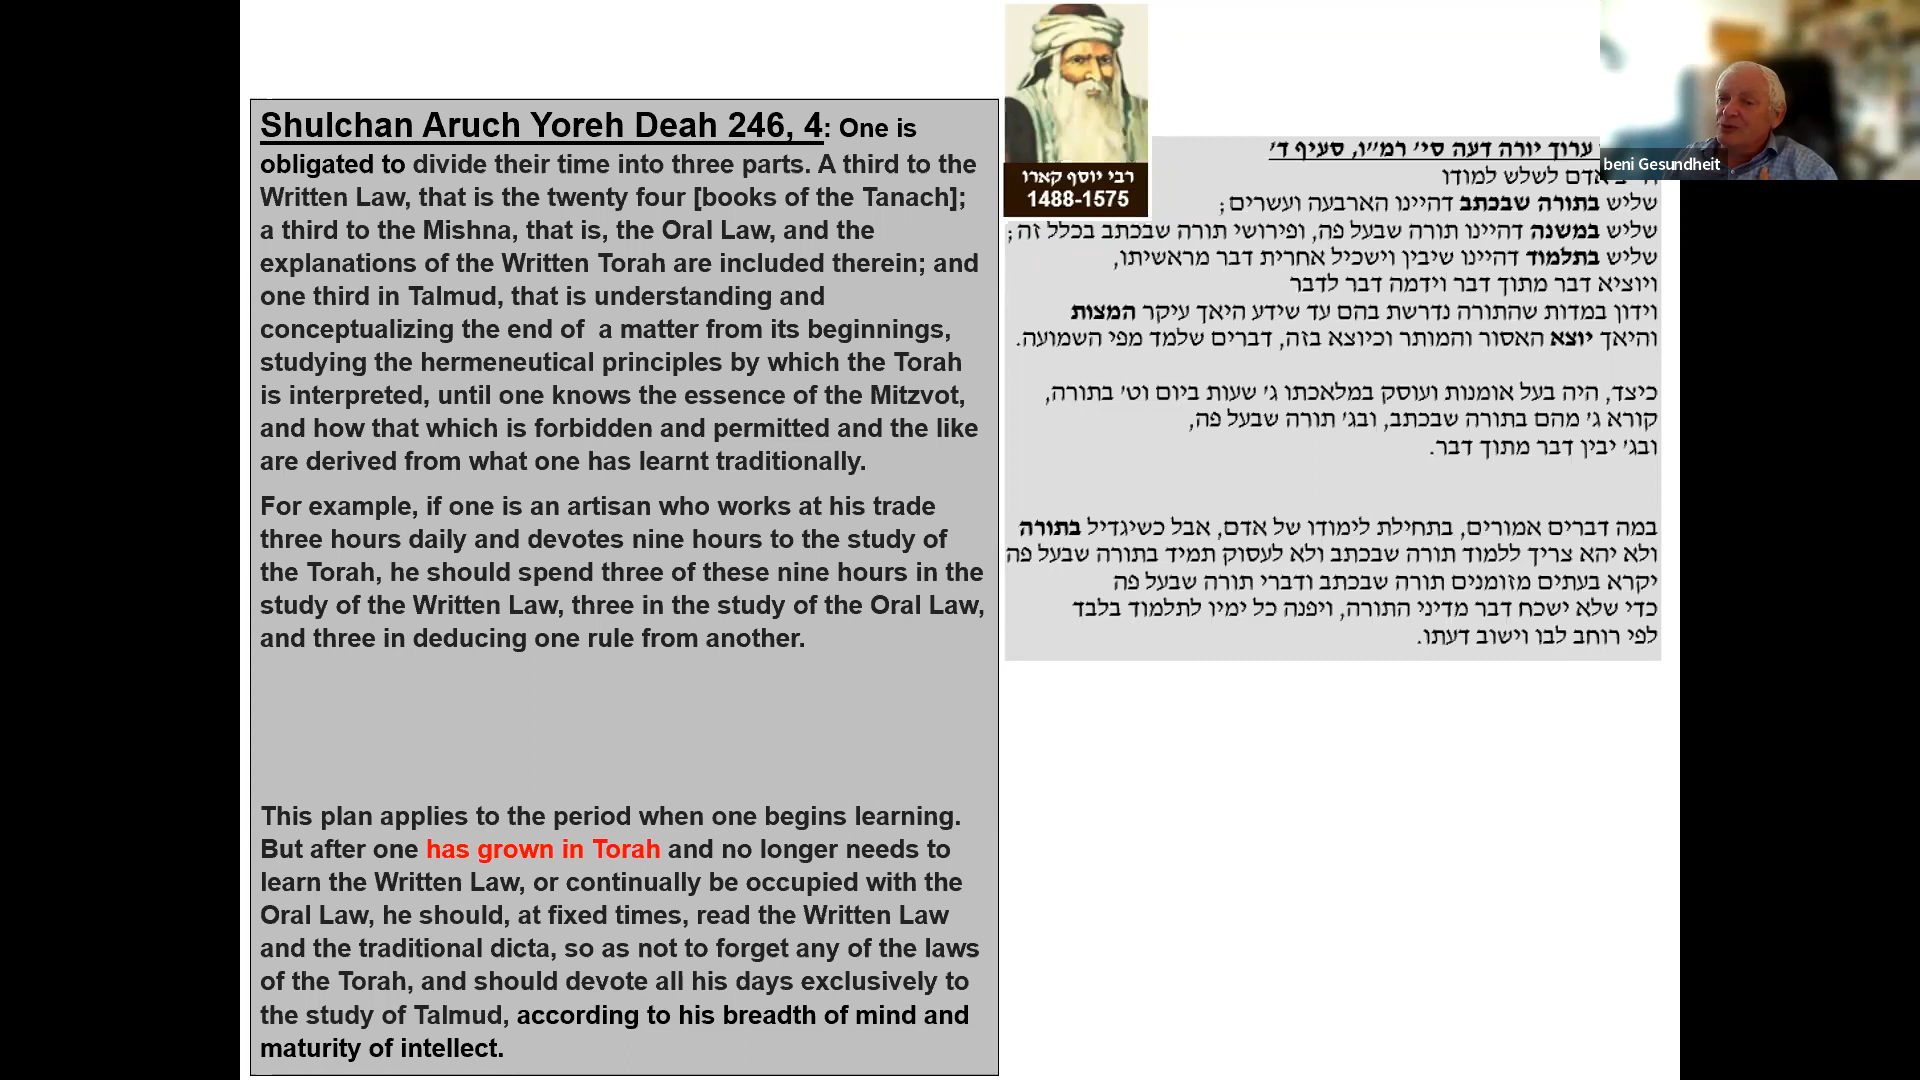 Shulchan Aruch Yoreh Deah 246, 4: One is
obligated to divide their time into three parts. A third to the
Written Law, that is the twenty four [books of the Tanach];
a third to the Mishna, that is, the Oral Law, and the
explanations of the Written Torah are included therein; and
one third in Talmud, that is understanding and
conceptualizing the end of a matter from its beginnings,
studying the hermeneutical principles by which the Torah
is interpreted, until one knows the essence of the Mitzvot,
and how that which is forbidden and permitted and the like
are derived from what one has learnt traditionally.
For example, if one is an artisan who works at his trade
three hours daily and devotes nine hours to the study of
the Torah, he should spend three of these nine hours in the
study of the Written Law, three in the study of the Oral Law,
and three in deducing one rule from another.
This plan applies to the period when one begins learning.
But after one has grown in Torah and no longer needs to
learn the Written Law, or continually be occupied with the
Oral Law, he should, at fixed times, read the Written Law
and the traditional dicta, so as not to forget any of the laws
of the Torah, and should devote all his days exclusively to
the study of Talmud, according to his breadth of mind and
maturity of intellect.
רבי יוסף קארו
1488-1575
ערוך יורה דעה סי' רמ"ו, סעיף ד'
אדם לשלש למודו
שליש בתורה שבכתב דהיינו הארבעה ועשרים;
שליש במשנה דהיינו תורה שבעל פה, ופירושי תורה שבכתב בכלל זה;
שליש בתלמוד דהיינו שיבין וישכיל אחרית דבר מראשיתו,
ויוציא דבר מתוך דבר וידמה דבר לדבר
וידון במדות שהתורה נדרשת בהם עד שידע היאך עיקר המצות
והיאך יוצא האסור והמותר וכיוצא בזה, דברים שלמד מפי השמועה.
כיצד, היה בעל אומנות ועוסק במלאכתו ג' שעות ביום וט' בתורה,
קורא ג' מהם בתורה שבכתב, ובג' תורה שבעל פה,
ובג' יבין דבר מתוך דבר.
במה דברים אמורים, בתחילת לימודו של אדם, אבל כשיגדיל בתורה
ולא יהא צריך ללמוד תורה שבכתב ולא לעסוק תמיד בתורה שבעל פה
יקרא בעתים מזומנים תורה שבכתב ודברי תורה שבעל פה
כדי שלא ישכח דבר מדיני התורה, ויפנה כל ימיו לתלמוד בלבד
לפי רוחב לבו וישוב דעתו.
beni Gesundheit